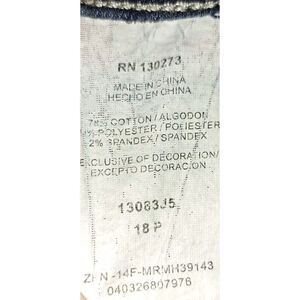 RN 130273
MADE IN CHINA
HECHO EN CHINA
COTTON / ALGODON
POLYESTER / POLIESTER
2% SPANDEX / SPANDEX
EXCLUSIVE OF DECORATION/
EXCEPTO DECORACION
13083J5
18 P
-14F-MRMH39143
040326807976